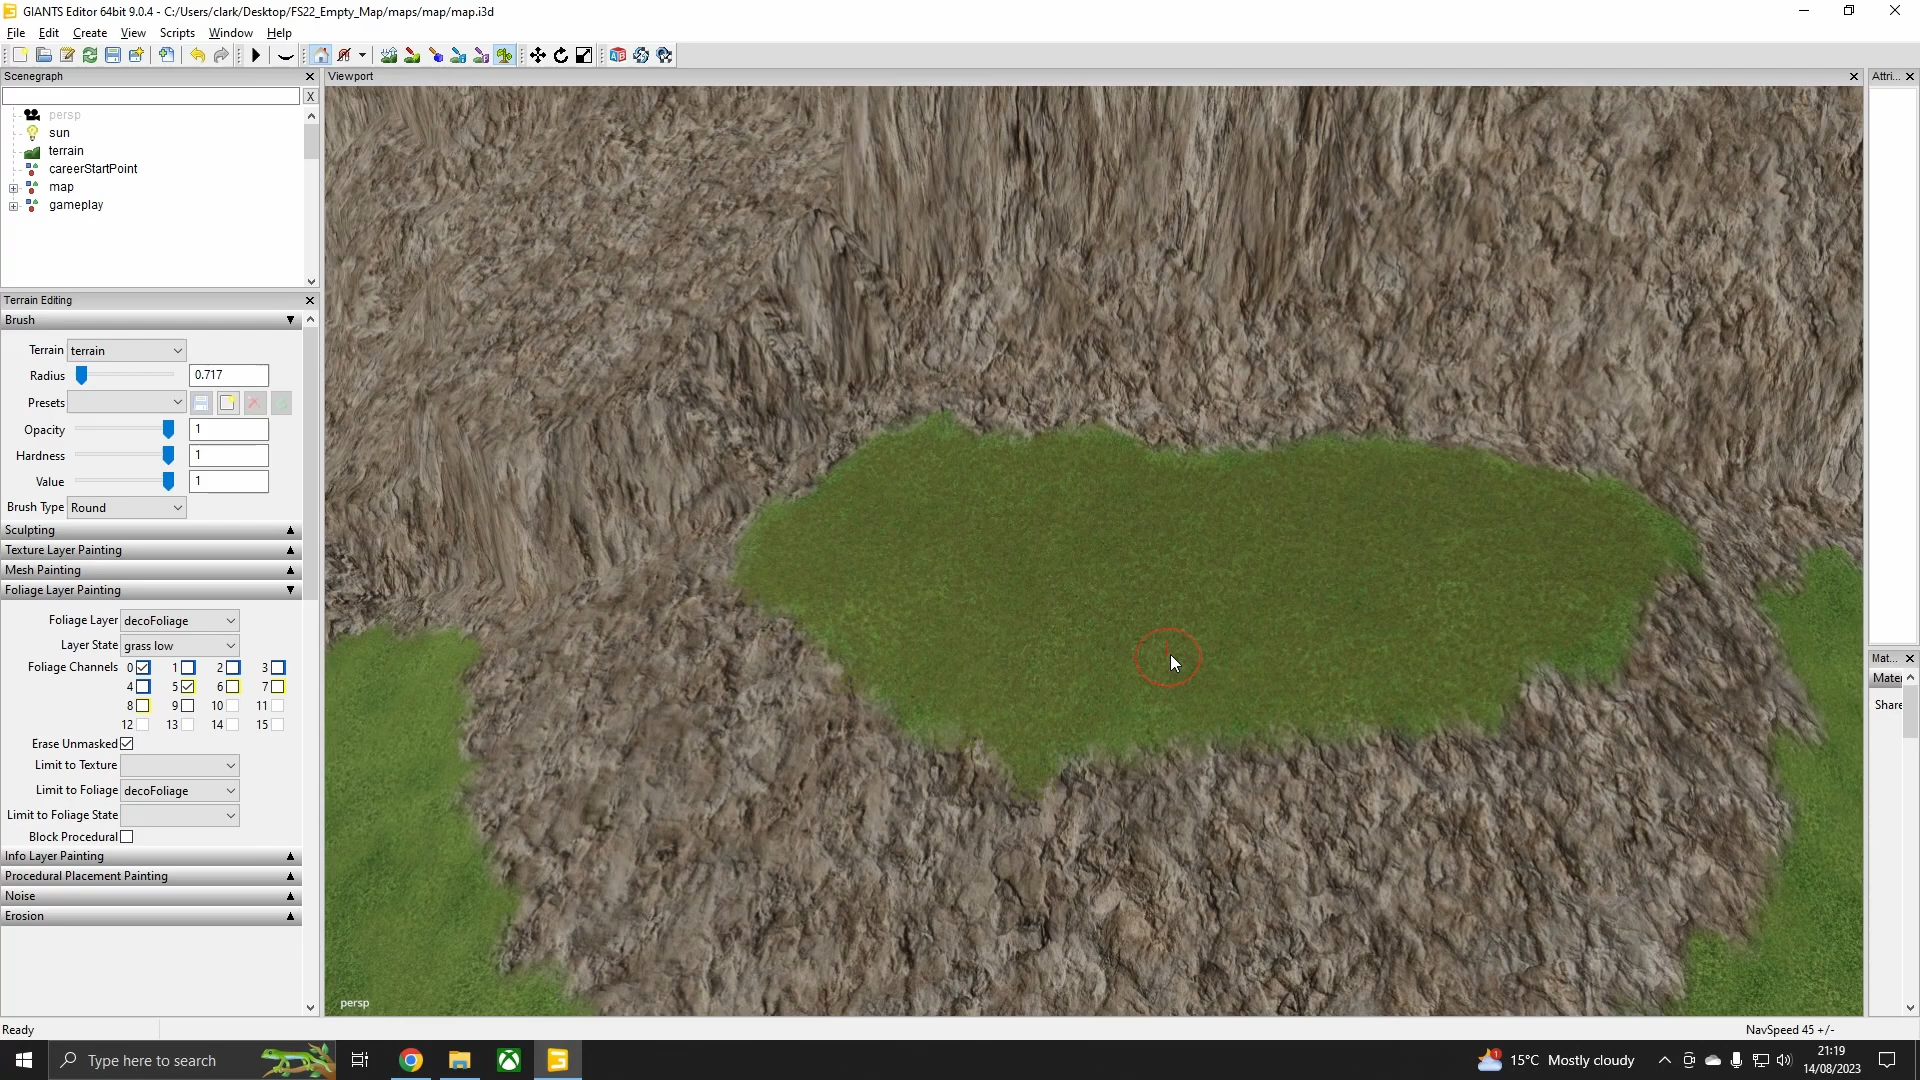 GIANTS Editor 64bit 9.0.4 - C:/Users/clark/Desktop/FS22_Empty_Map/maps/map/map.i3d
File Edit Create View Scripts Window Help
Scenegraph
X
persp
sun
terrain
careerStartPoint
map
gameplay
Terrain Editing
Brush
Terrain terrain
Radius 0.717
Presets
Opacity 1
Hardness 1
Value 1
Brush Type Round
Sculpting
Texture Layer Painting
Mesh Painting
Foliage Layer Painting
Foliage Layer decoFoliage
Layer State grass low
Foliage Channels 0 1 2 3
4 5 6 7
8 9 10 11
12 13 14 15
Erase Unmasked
Limit to Texture
Limit to Foliage decoFoliage
Limit to Foliage State
Block Procedural
Info Layer Painting
Procedural Placement Painting
Noise
Erosion
Viewport
persp
Attri...
Mat...
Mater
Share
Ready
NavSpeed 45 +/-
Type here to search
1
15°C Mostly cloudy
21:19
14/08/2023